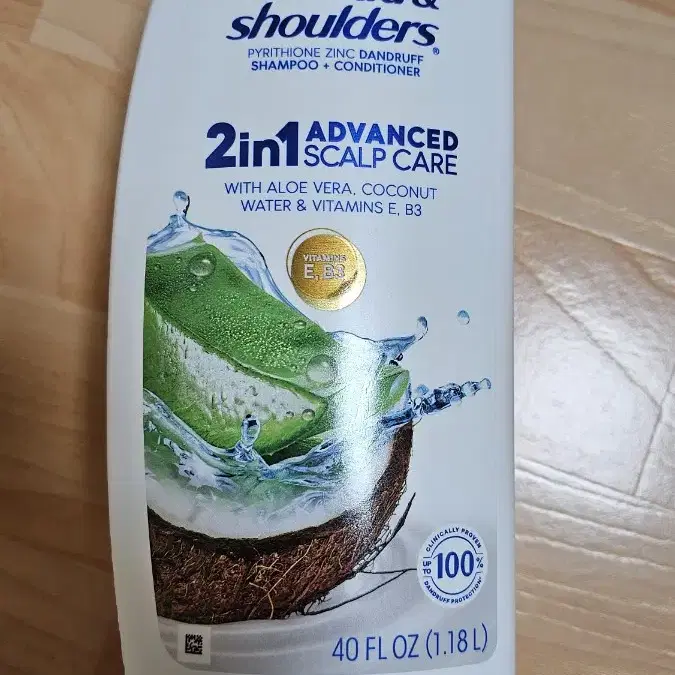 shoulders®
PYRITHIONE ZINC DANDRUFF
SHAMPOO + CONDITIONER
2in1 ADVANCED
SCALP CARE
WITH ALOE VERA, COCONUT
WATER & VITAMINS E, B3
VITAMINS
E, B3
CLINICALLY PROVEN
UP TO 100%
DANDRUFF PROTECTION*
40 FL OZ (1.18 L)